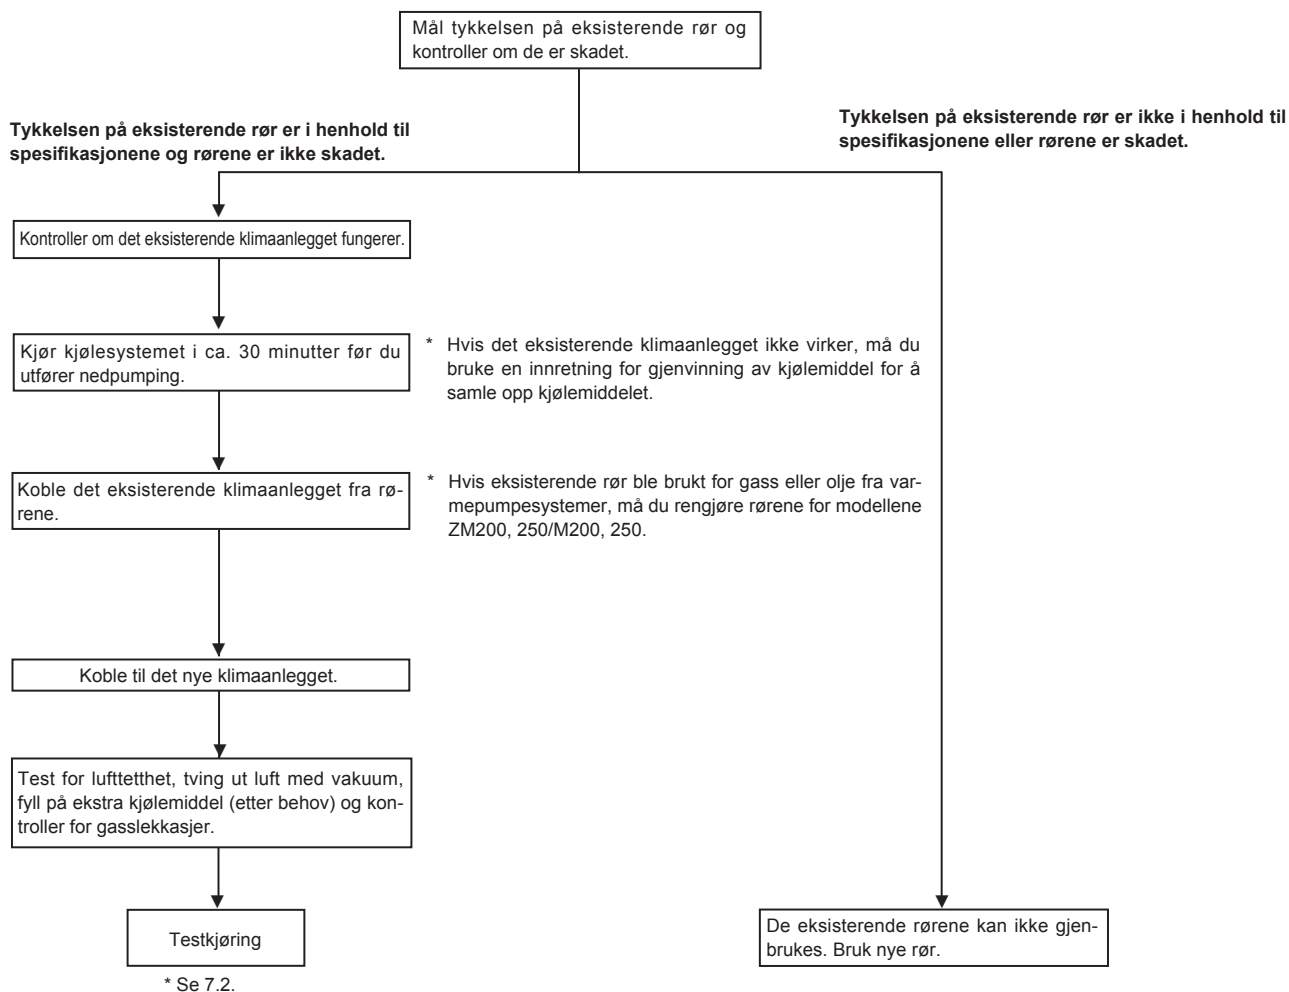 Mål tykkelsen på eksisterende rør og
kontroller om de er skadet.
Tykkelsen på eksisterende rør er i henhold til
spesifikasjonene og rørene er ikke skadet.
Tykkelsen på eksisterende rør er ikke i henhold til
spesifikasjonene eller rørene er skadet.
Kontroller om det eksisterende klimaanlegget fungerer.
Kjør kjølesystemet i ca. 30 minutter før du
utfører nedpumping.
* Hvis det eksisterende klimaanlegget ikke virker, må du
bruke en innretning for gjenvinning av kjølemiddel for å
samle opp kjølemiddelet.
Koble det eksisterende klimaanlegget fra rø-
rene.
* Hvis eksisterende rør ble brukt for gass eller olje fra var-
mepumpesystemer, må du rengjøre rørene for modellene
ZM200, 250/M200, 250.
Koble til det nye klimaanlegget.
Test for lufttetthet, tving ut luft med vakuum,
fyll på ekstra kjølemiddel (etter behov) og kon-
troller for gasslekkasjer.
Testkjøring
* Se 7.2.
De eksisterende rørene kan ikke gjen-
brukes. Bruk nye rør.